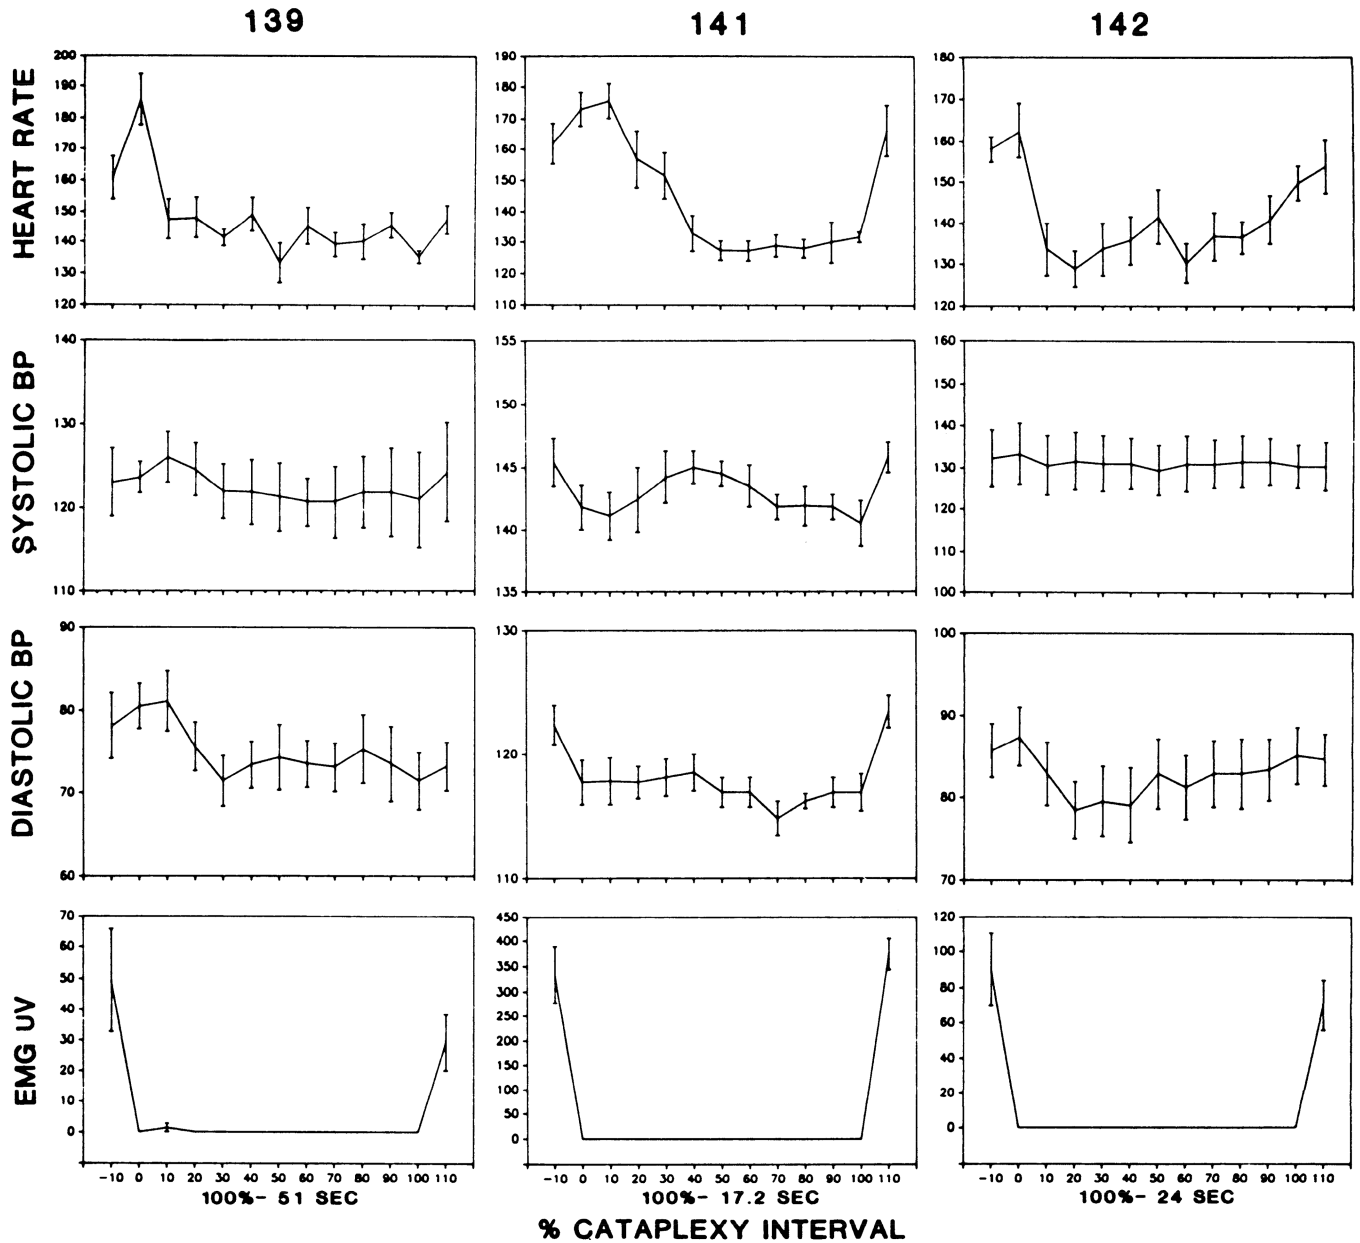 139 141 142
HEART RATE
200 190 180
190 180 170
180 170 160
170 160 150
160 150 140
150 140 130
140 130 120
130 120
120 110
SYSTOLIC BP
140 155 160
130 150 150
120 145 140
110 140 130
135 120
110
100
DIASTOLIC BP
90 130 100
80 120 90
70 110 80
60 70
EMG UV
70 450 120
60 400 100
50 350 80
40 300 60
30 250 40
20 200 20
10 150 0
0 100
50
0
-10 0 10 20 30 40 50 60 70 80 90 100 110 -10 0 10 20 30 40 50 60 70 80 90 100 110 -10 0 10 20 30 40 50 60 70 80 90 100 110
100%- 51 SEC 100%- 17.2 SEC 100%- 24 SEC
% CATAPLEXY INTERVAL